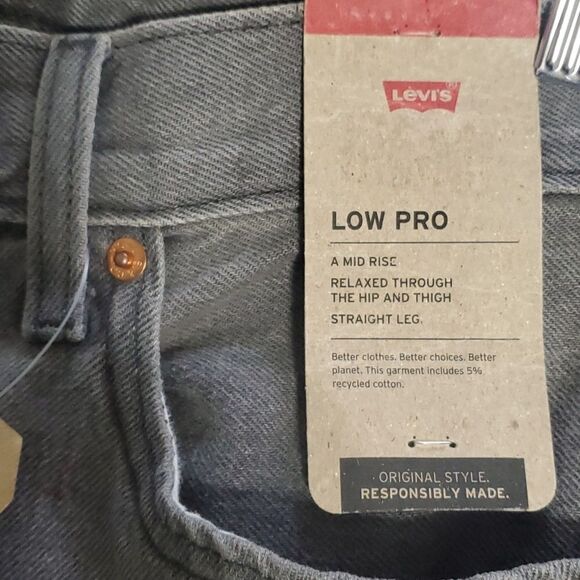 LEVI'S
LOW PRO
A MID RISE
RELAXED THROUGH
THE HIP AND THIGH
STRAIGHT LEG.
Better clothes. Better choices. Better
planet. This garment includes 5%
recycled cotton.
ORIGINAL STYLE.
RESPONSIBLY MADE.